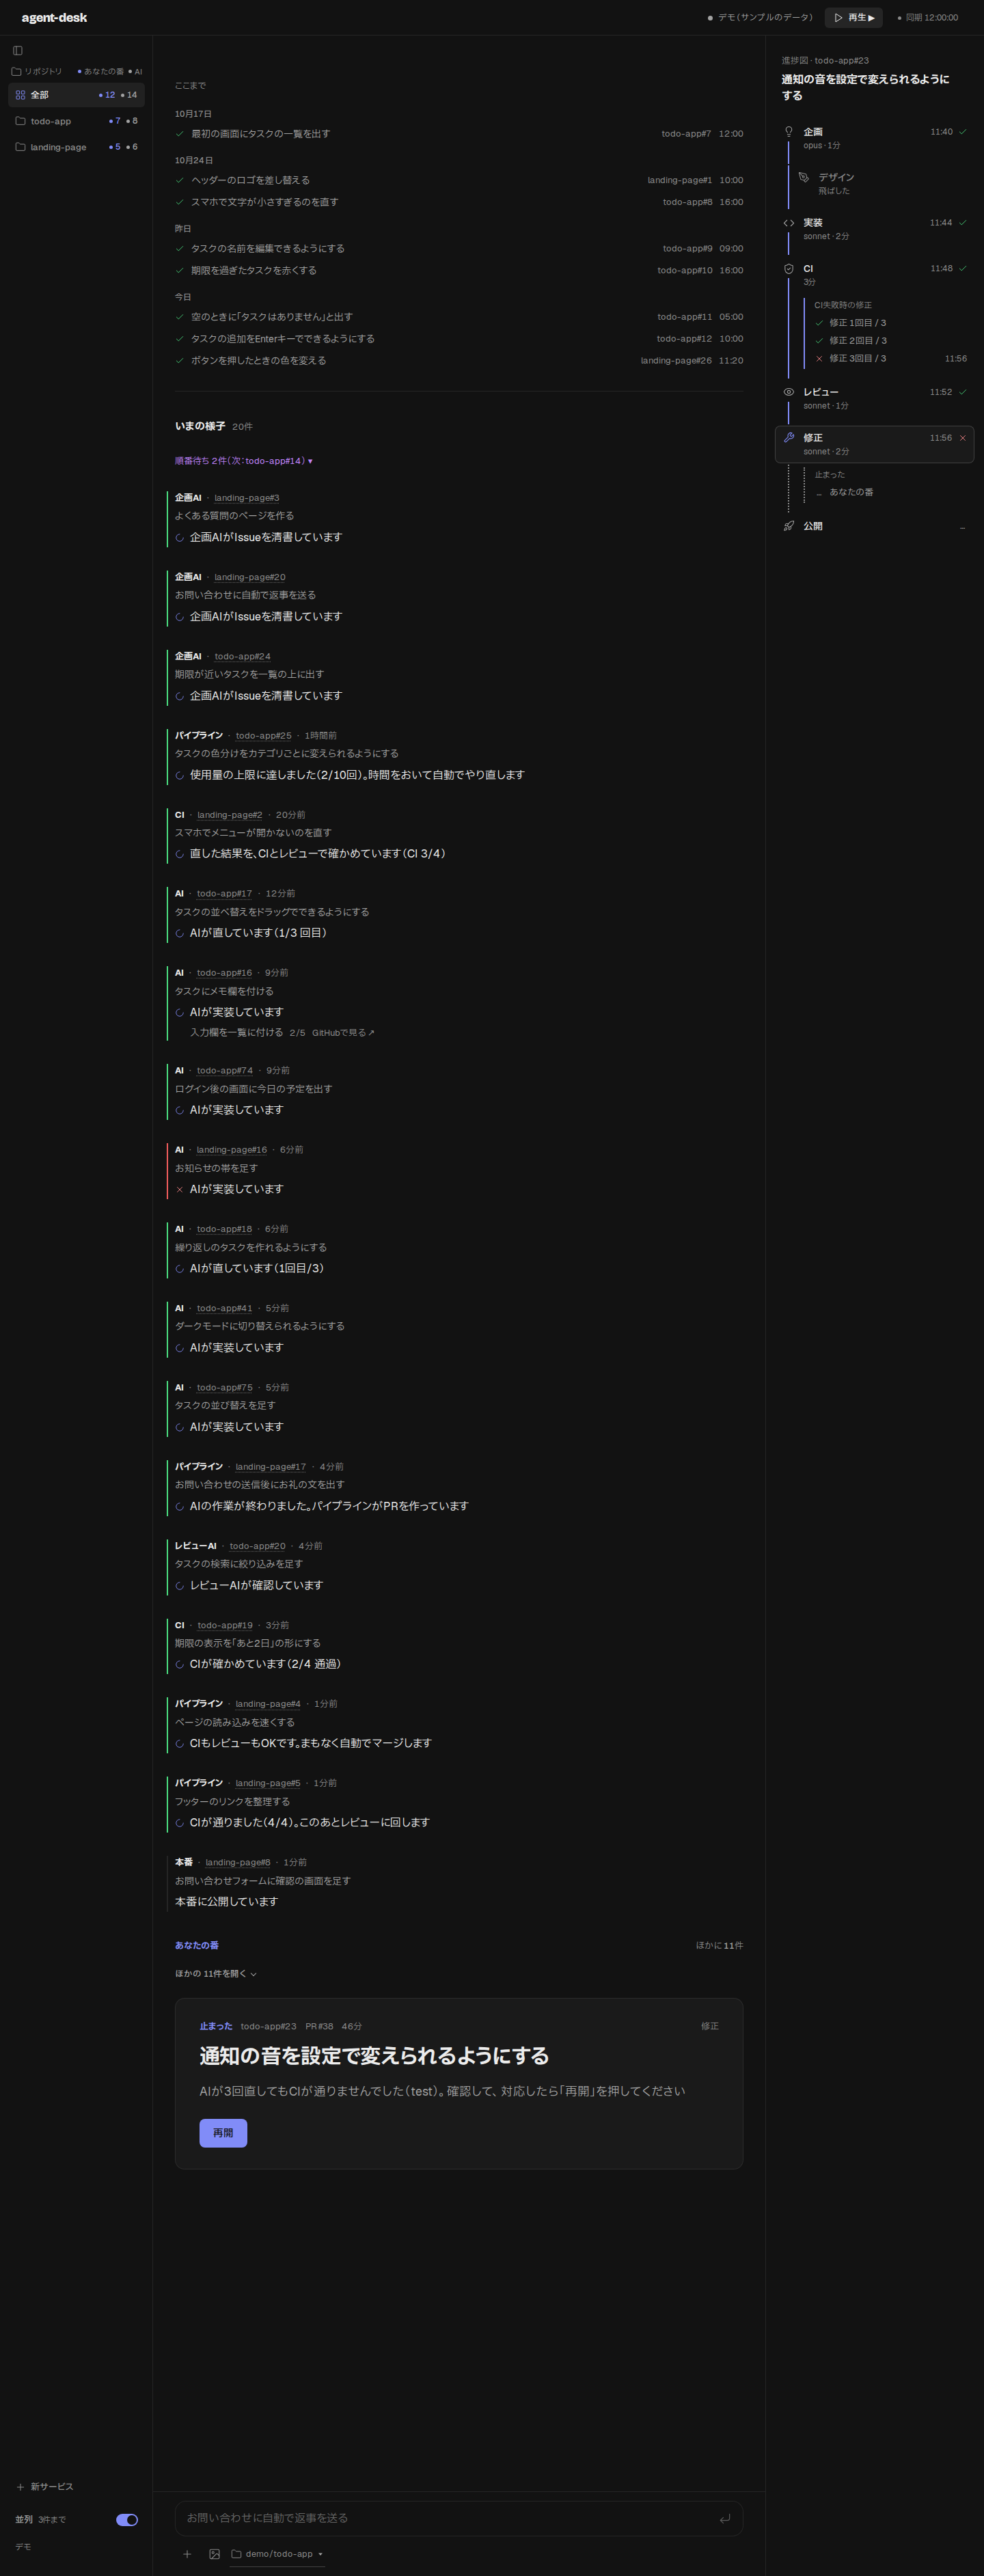 agent-desk
デモ(サンプルのデータ)
再生 ▶
同期 12:00:00
リポジトリ
あなたの番
AI
全部
12
14
todo-app
7
8
landing-page
5
6
ここまで
10月17日
最初の画面にタスクの一覧を出す
todo-app#7 12:00
10月24日
ヘッダーのロゴを差し替える
landing-page#1 10:00
スマホで文字が小さすぎるのを直す
todo-app#8 16:00
昨日
タスクの名前を編集できるようにする
todo-app#9 09:00
期限を過ぎたタスクを赤くする
todo-app#10 16:00
今日
空のときに「タスクはありません」と出す
todo-app#11 05:00
タスクの追加をEnterキーでできるようにする
todo-app#12 10:00
ボタンを押したときの色を変える
landing-page#26 11:20
いまの様子 20件
順番待ち 2件(次:todo-app#14) ▾
企画AI · landing-page#3
よくある質問のページを作る
企画AIがIssueを清書しています
企画AI · landing-page#20
お問い合わせに自動で返事を送る
企画AIがIssueを清書しています
企画AI · todo-app#24
期限が近いタスクを一覧の上に出す
企画AIがIssueを清書しています
パイプライン · todo-app#25 · 1時間前
タスクの色分けをカテゴリごとに変えられるようにする
使用量の上限に達しました(2/10回)。時間をおいて自動でやり直します
CI · landing-page#2 · 20分前
スマホでメニューが開かないのを直す
直した結果を、CIとレビューで確かめています(CI 3/4)
AI · todo-app#17 · 12分前
タスクの並べ替えをドラッグでできるようにする
AIが直しています(1/3 回目)
AI · todo-app#16 · 9分前
タスクにメモ欄を付ける
AIが実装しています
入力欄を一覧に付ける 2/5 GitHubで見る ↗
AI · todo-app#74 · 9分前
ログイン後の画面に今日の予定を出す
AIが実装しています
AI · landing-page#16 · 6分前
お知らせの帯を足す
AIが実装しています
AI · todo-app#18 · 6分前
繰り返しのタスクを作れるようにする
AIが直しています(1回目/3)
AI · todo-app#41 · 5分前
ダークモードに切り替えられるようにする
AIが実装しています
AI · todo-app#75 · 5分前
タスクの並び替えを足す
AIが実装しています
パイプライン · landing-page#17 · 4分前
お問い合わせの送信後にお礼の文を出す
AIの作業が終わりました。パイプラインがPRを作っています
レビューAI · todo-app#20 · 4分前
タスクの検索に絞り込みを足す
レビューAIが確認しています
CI · todo-app#19 · 3分前
期限の表示を「あと2日」の形にする
CIが確かめています(2/4 通過)
パイプライン · landing-page#4 · 1分前
ページの読み込みを速くする
CIもレビューもOKです。まもなく自動でマージします
パイプライン · landing-page#5 · 1分前
フッターのリンクを整理する
CIが通りました(4/4)。このあとレビューに回します
本番 · landing-page#8 · 1分前
お問い合わせフォームに確認の画面を足す
本番に公開しています
あなたの番
ほかに 11件
ほかの 11件を開く
止まった todo-app#23 PR #38 46分
修正
通知の音を設定で変えられるようにする
AIが3回直してもCIが通りませんでした(test)。確認して、対応したら「再開」を押してください
再開
お問い合わせに自動で返事を送る
demo/todo-app
新サービス
並列 3件まで
デモ
進捗図 · todo-app#23
通知の音を設定で変えられるように
する
企画 11:40
opus · 1分
デザイン
飛ばした
実装 11:44
sonnet · 2分
CI 11:48
3分
CI失敗時の修正
修正 1回目 / 3
修正 2回目 / 3
修正 3回目 / 3 11:56
レビュー 11:52
sonnet · 1分
修正 11:56
sonnet · 2分
止まった
… あなたの番
公開 …